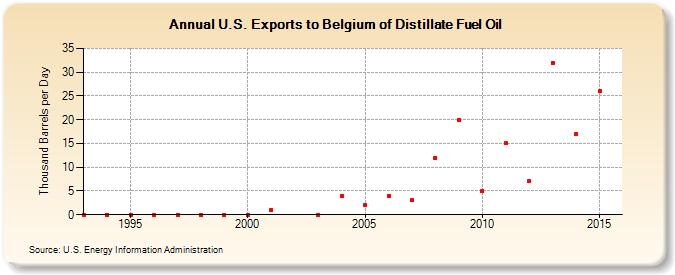 Annual U.S. Exports to Belgium of Distillate Fuel Oil
Thousand Barrels per Day
35
30
25
20
15
10
5
0
1995 2000 2005 2010 2015
Source: U.S. Energy Information Administration